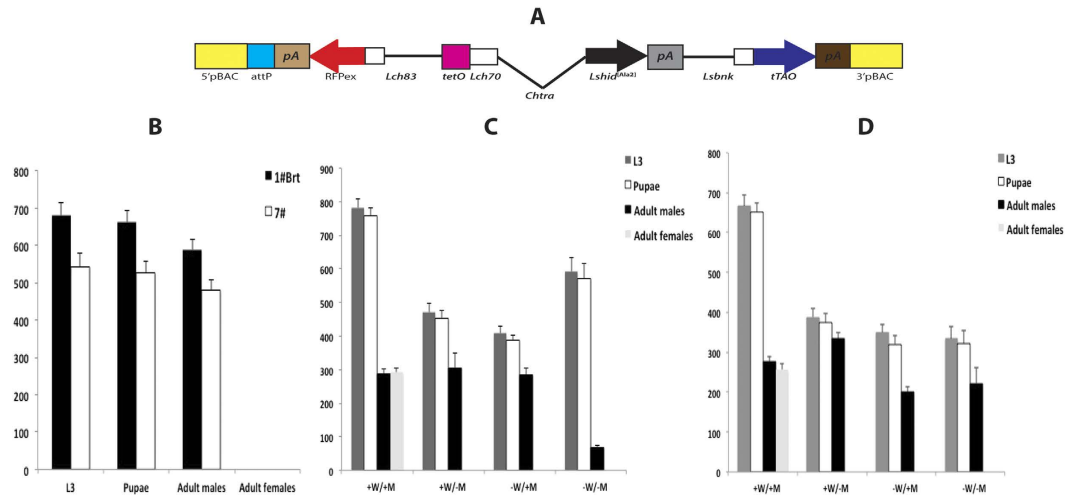 A
pA
pA
pA
5'pBAC
attP
RFPex
Lch83
tetO
Lch70
Chtra
Lshid[Ala2]
Lsbnk
tTAO
3'pBAC
B
800
700
600
500
400
300
200
100
0
1#Brt
7#
L3
Pupae
Adult males
Adult females
C
900
800
700
600
500
400
300
200
100
0
L3
Pupae
Adult males
Adult females
+W/+M
+W/-M
-W/+M
-W/-M
D
800
700
600
500
400
300
200
100
0
L3
Pupae
Adult males
Adult females
+W/+M
+W/-M
-W/+M
-W/-M